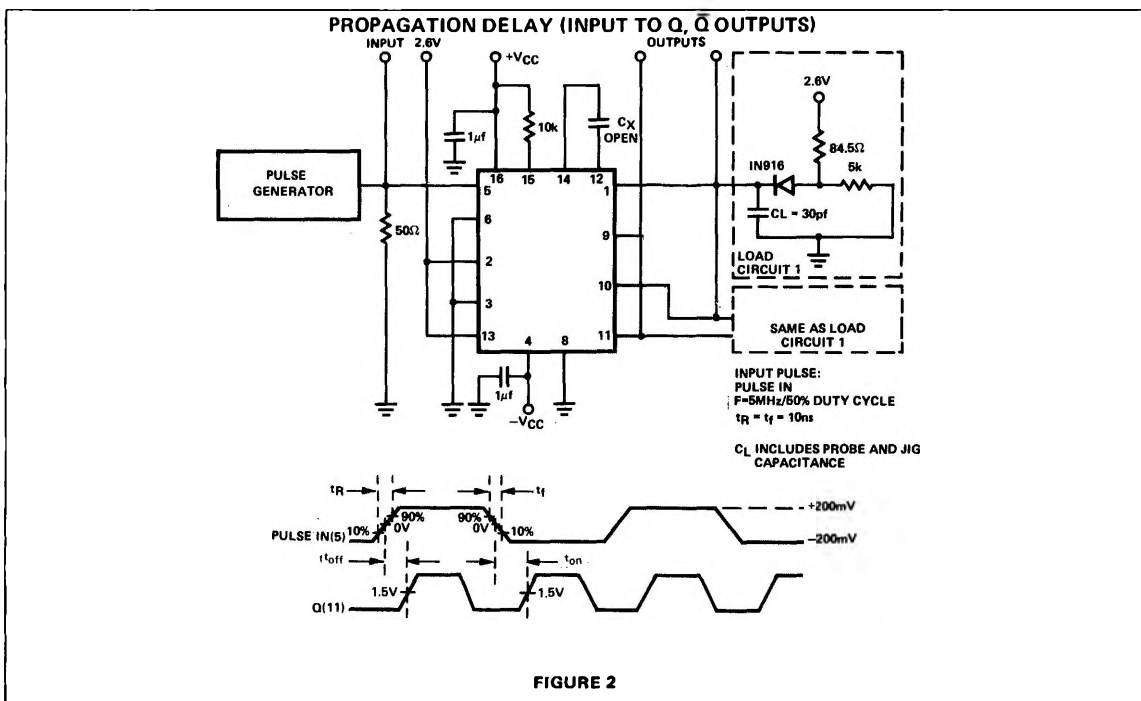 PROPAGATION DELAY (INPUT TO Q, Q̄ OUTPUTS)
INPUT 2.6V
+VCC
OUTPUTS
2.6V
1µf
10k
CX
OPEN
84.5Ω
IN916
5k
PULSE
GENERATOR
16 15 14 12
5
1
50Ω
6
CL = 30pf
9
2
LOAD
CIRCUIT 1
10
3
SAME AS LOAD
CIRCUIT 1
13
11
4 8
1µf
−VCC
INPUT PULSE:
PULSE IN
F=5MHz/50% DUTY CYCLE
tR = tf = 10ns
CL INCLUDES PROBE AND JIG
CAPACITANCE
tR
tf
+200mV
10% 90% 90% 10%
0V 0V
PULSE IN(5)
−200mV
toff
ton
1.5V
1.5V
Q(11)
FIGURE 2